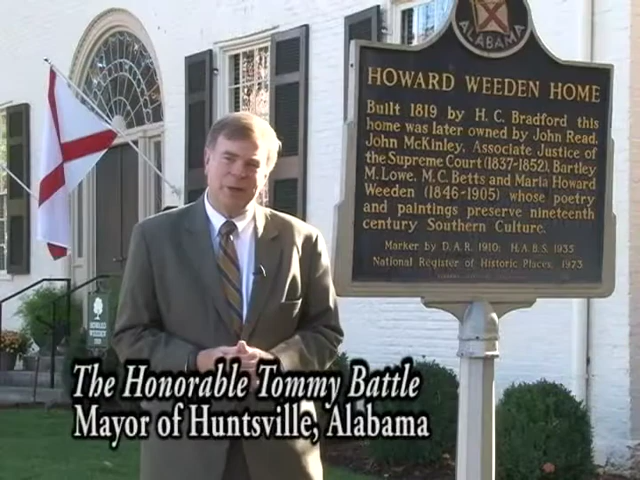 ALABAMA
HOWARD WEEDEN HOME
Built 1819 by H.C. Bradford this
home was later owned by John Read,
John McKinley, Associate Justice of
the Supreme Court (1837-1852), Bartley
M. Lowe, M.C. Betts and Maria Howard
Weeden (1846-1905) whose poetry
and paintings preserve nineteenth
century Southern Culture.
Marker by D.A.R. 1910; H.A.B.S. 1935
National Register of Historic Places, 1973
HOWARD
WEEDEN
The Honorable Tommy Battle
Mayor of Huntsville, Alabama